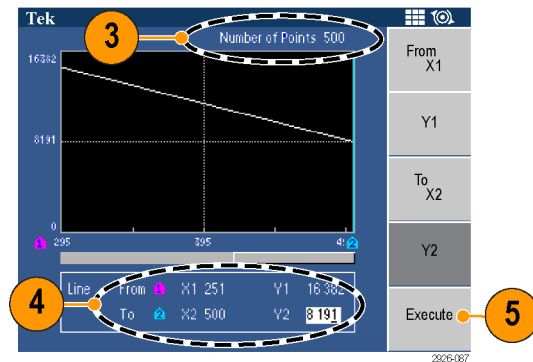 Tek
3
Number of Points 500
16382
8191
0
1 295
395
2
From X1
Y1
To X2
Y2
Execute
4
Line From 1 X1 251 Y1 16 382
To 2 X2 500 Y2 8 191
5
2926-087